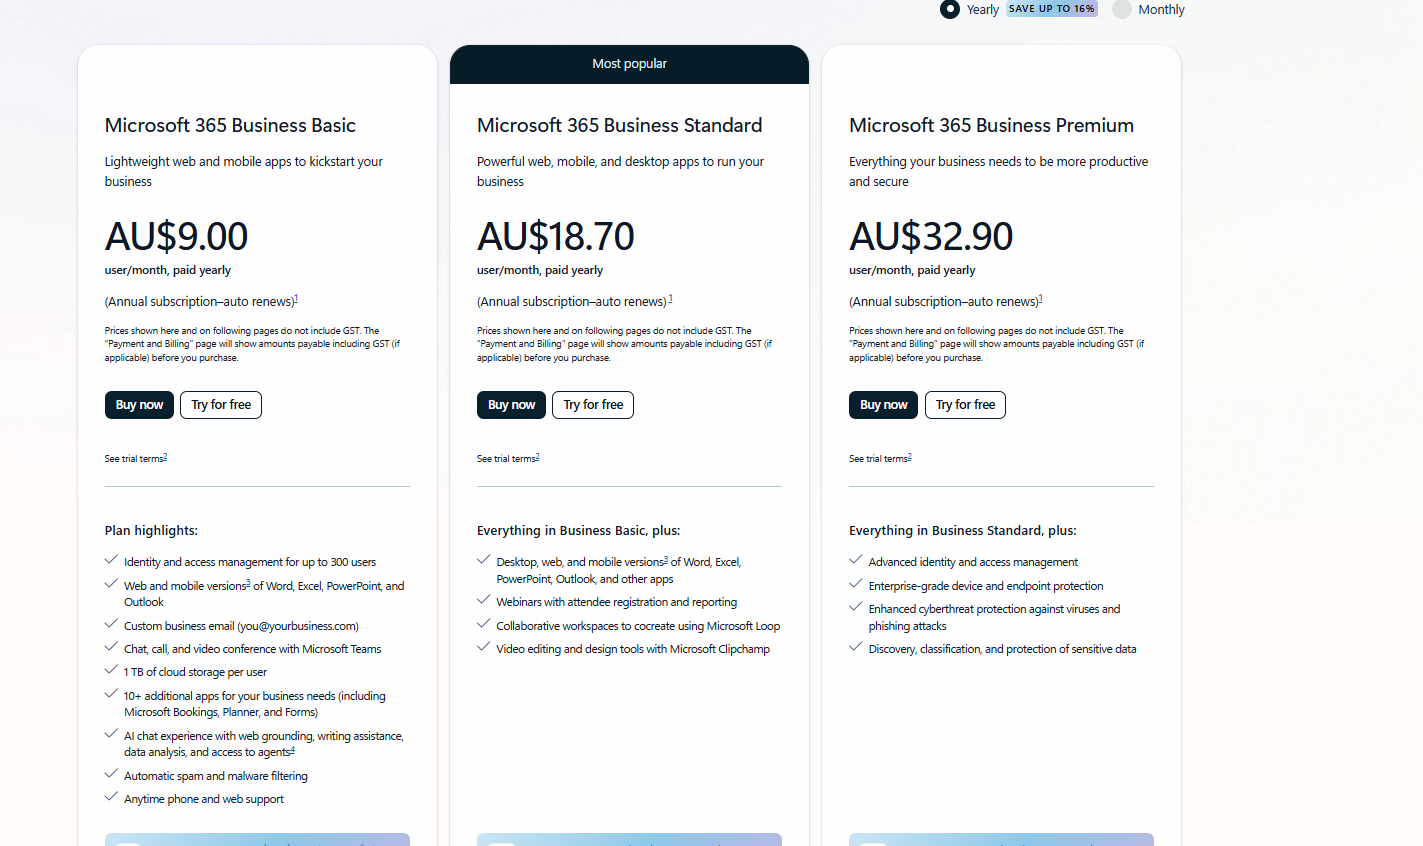 Yearly SAVE UP TO 16% Monthly
Microsoft 365 Business Basic
Lightweight web and mobile apps to kickstart your
business
AU$9.00
user/month, paid yearly
(Annual subscription–auto renews)1
Prices shown here and on following pages do not include GST. The
“Payment and Billing” page will show amounts payable including GST (if
applicable) before you purchase.
Buy now Try for free
See trial terms2
Plan highlights:
Identity and access management for up to 300 users
Web and mobile versions3 of Word, Excel, PowerPoint, and
Outlook
Custom business email (you@yourbusiness.com)
Chat, call, and video conference with Microsoft Teams
1 TB of cloud storage per user
10+ additional apps for your business needs (including
Microsoft Bookings, Planner, and Forms)
AI chat experience with web grounding, writing assistance,
data analysis, and access to agents4
Automatic spam and malware filtering
Anytime phone and web support
Most popular
Microsoft 365 Business Standard
Powerful web, mobile, and desktop apps to run your
business
AU$18.70
user/month, paid yearly
(Annual subscription–auto renews) 1
Prices shown here and on following pages do not include GST. The
“Payment and Billing” page will show amounts payable including GST (if
applicable) before you purchase.
Buy now Try for free
See trial terms2
Everything in Business Basic, plus:
Desktop, web, and mobile versions3 of Word, Excel,
PowerPoint, Outlook, and other apps
Webinars with attendee registration and reporting
Collaborative workspaces to cocreate using Microsoft Loop
Video editing and design tools with Microsoft Clipchamp
Microsoft 365 Business Premium
Everything your business needs to be more productive
and secure
AU$32.90
user/month, paid yearly
(Annual subscription–auto renews)1
Prices shown here and on following pages do not include GST. The
“Payment and Billing” page will show amounts payable including GST (if
applicable) before you purchase.
Buy now Try for free
See trial terms2
Everything in Business Standard, plus:
Advanced identity and access management
Enterprise-grade device and endpoint protection
Enhanced cyberthreat protection against viruses and
phishing attacks
Discovery, classification, and protection of sensitive data